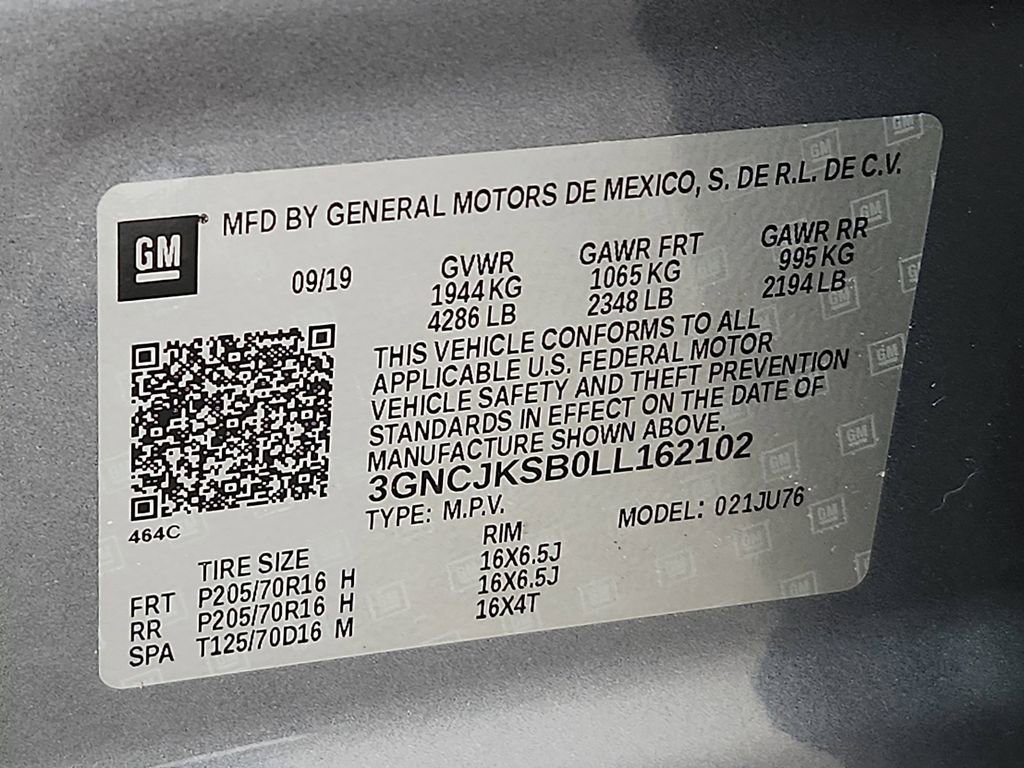 GM® MFD BY GENERAL MOTORS DE MEXICO, S. DE R.L. DE C.V.
09/19 GVWR GAWR FRT GAWR RR
1944 KG 1065 KG 995 KG
4286 LB 2348 LB 2194 LB
THIS VEHICLE CONFORMS TO ALL
APPLICABLE U.S. FEDERAL MOTOR
VEHICLE SAFETY AND THEFT PREVENTION
STANDARDS IN EFFECT ON THE DATE OF
MANUFACTURE SHOWN ABOVE.
3GNCJKSB0LL162102
TYPE: M.P.V. MODEL: 021JU76
464C
TIRE SIZE RIM
FRT P205/70R16 H 16X6.5J
RR P205/70R16 H 16X6.5J
SPA T125/70D16 M 16X4T